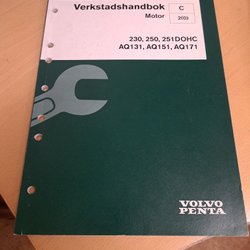 Verkstadshandbok
Motor
C
2(0)
230, 250, 251DOHC
AQ131, AQ151, AQ171
VOLVO
PENTA